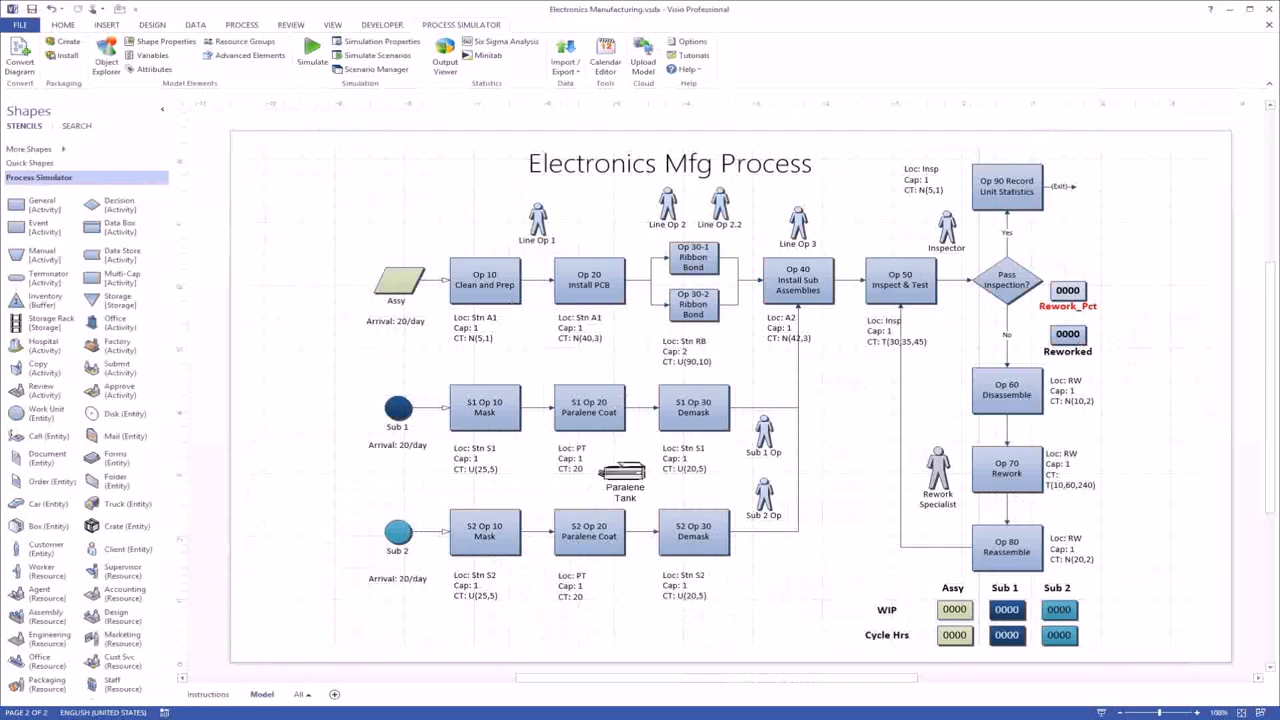 Electronics Manufacturing.vsdx - Visio Professional
FILE HOME INSERT DESIGN DATA PROCESS REVIEW VIEW DEVELOPER PROCESS SIMULATOR
Convert
Diagram
Convert
Create
Install
Packaging
Object
Explorer
Shape Properties
Variables
Attributes
Resource Groups
Advanced Elements
Model Elements
Simulate
Simulation Properties
Simulate Scenarios
Scenario Manager
Simulation
Output
Viewer
Six Sigma Analysis
Minitab
Statistics
Import /
Export
Data
Calendar
Editor
Tools
Upload
Model
Cloud
Options
Tutorials
Help
Help
Shapes
STENCILS SEARCH
More Shapes
Quick Shapes
Process Simulator
General
[Activity]
Decision
[Activity]
Event
[Activity]
Data Box
[Activity]
Manual
[Activity]
Data Store
[Activity]
Terminator
[Activity]
Multi-Cap
[Activity]
Inventory
(Buffer)
Storage
[Storage]
Storage Rack
[Storage]
Office
(Activity)
Hospital
(Activity)
Factory
(Activity)
Copy
(Activity)
Submit
(Activity)
Review
(Activity)
Approve
(Activity)
Work Unit
(Entity)
Disk (Entity)
Call (Entity)
Mail (Entity)
Document
(Entity)
Forms
(Entity)
Order (Entity)
Folder
(Entity)
Car (Entity)
Truck (Entity)
Box (Entity)
Crate (Entity)
Customer
(Entity)
Client (Entity)
Worker
(Resource)
Supervisor
(Resource)
Agent
(Resource)
Accounting
(Resource)
Assembly
(Resource)
Design
(Resource)
Engineering
(Resource)
Marketing
(Resource)
Office
(Resource)
Cust Svc
(Resource)
Packaging
(Resource)
Staff
(Resource)
Electronics Mfg Process
Line Op 1
Line Op 2
Line Op 2.2
Line Op 3
Loc: Insp
Cap: 1
CT: N(5,1)
Inspector
Op 90 Record
Unit Statistics
(Exit)
Yes
Assy
Arrival: 20/day
Op 10
Clean and Prep
Loc: Stn A1
Cap: 1
CT: N(5,1)
Op 20
Install PCB
Loc: Stn A1
Cap: 1
CT: N(40,3)
Op 30-1
Ribbon
Bond
Op 30-2
Ribbon
Bond
Loc: Stn RB
Cap: 2
CT: U(90,10)
Op 40
Install Sub
Assemblies
Loc: A2
Cap: 1
CT: N(42,3)
Op 50
Inspect & Test
Loc: Insp
Cap: 1
CT: T(30,35,45)
Pass
Inspection?
0000
Rework_Pct
0000
Reworked
No
Sub 1
Arrival: 20/day
S1 Op 10
Mask
Loc: Stn S1
Cap: 1
CT: U(25,5)
S1 Op 20
Paralene Coat
Loc: PT
Cap: 1
CT: 20
S1 Op 30
Demask
Loc: Stn S1
Cap: 1
CT: U(20,5)
Sub 1 Op
Paralene
Tank
Sub 2 Op
Op 60
Disassemble
Loc: RW
Cap: 1
CT: N(10,2)
Rework
Specialist
Op 70
Rework
Loc: RW
Cap: 1
CT:
T(10,60,240)
Sub 2
Arrival: 20/day
S2 Op 10
Mask
Loc: Stn S2
Cap: 1
CT: U(25,5)
S2 Op 20
Paralene Coat
Loc: PT
Cap: 1
CT: 20
S2 Op 30
Demask
Loc: Stn S2
Cap: 1
CT: U(20,5)
Op 80
Reassemble
Loc: RW
Cap: 1
CT: N(20,2)
Assy Sub 1 Sub 2
WIP 0000 0000 0000
Cycle Hrs 0000 0000 0000
Instructions Model All
PAGE 2 OF 2 ENGLISH (UNITED STATES) 108%